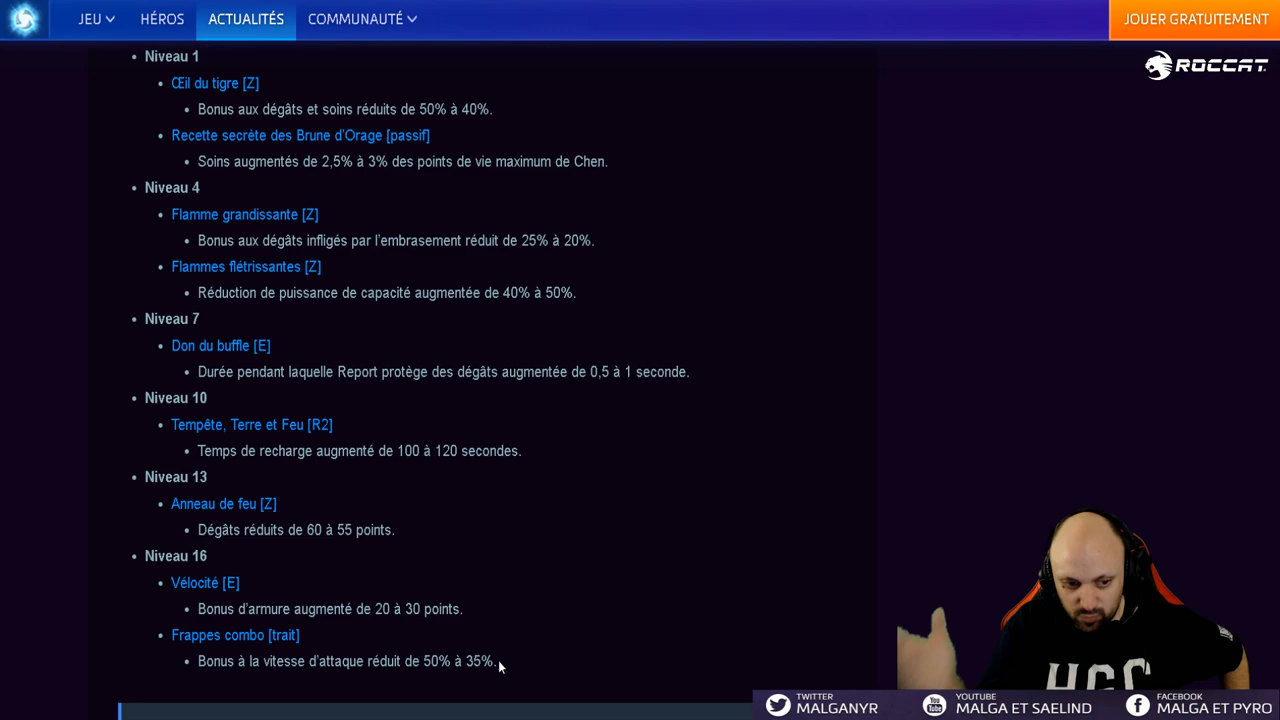 JEU HÉROS ACTUALITÉS COMMUNAUTÉ JOUER GRATUITEMENT
ROCCAT
Niveau 1
Œil du tigre [Z]
Bonus aux dégâts et soins réduits de 50% à 40%.
Recette secrète des Brune d'Orage [passif]
Soins augmentés de 2,5% à 3% des points de vie maximum de Chen.
Niveau 4
Flamme grandissante [Z]
Bonus aux dégâts infligés par l'embrasement réduit de 25% à 20%.
Flammes flétrissantes [Z]
Réduction de puissance de capacité augmentée de 40% à 50%.
Niveau 7
Don du buffle [E]
Durée pendant laquelle Report protège des dégâts augmentée de 0,5 à 1 seconde.
Niveau 10
Tempête, Terre et Feu [R2]
Temps de recharge augmenté de 100 à 120 secondes.
Niveau 13
Anneau de feu [Z]
Dégâts réduits de 60 à 55 points.
Niveau 16
Vélocité [E]
Bonus d'armure augmenté de 20 à 30 points.
Frappes combo [trait]
Bonus à la vitesse d'attaque réduit de 50% à 35%.
HGC
TWITTER
MALGANYR
YOUTUBE
MALGA ET SAELIND
FACEBOOK
MALGA ET PYRO